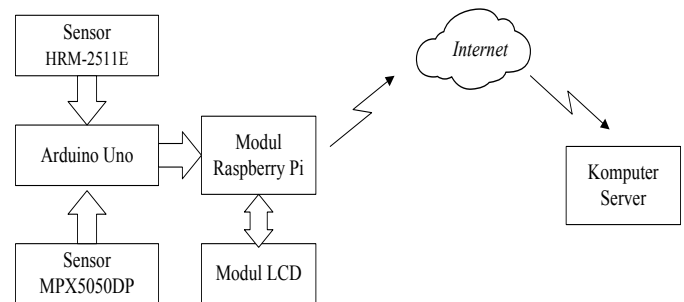 Sensor
HRM-2511E
Internet
Arduino Uno
Modul
Raspberry Pi
Komputer
Server
Sensor
MPX5050DP
Modul LCD